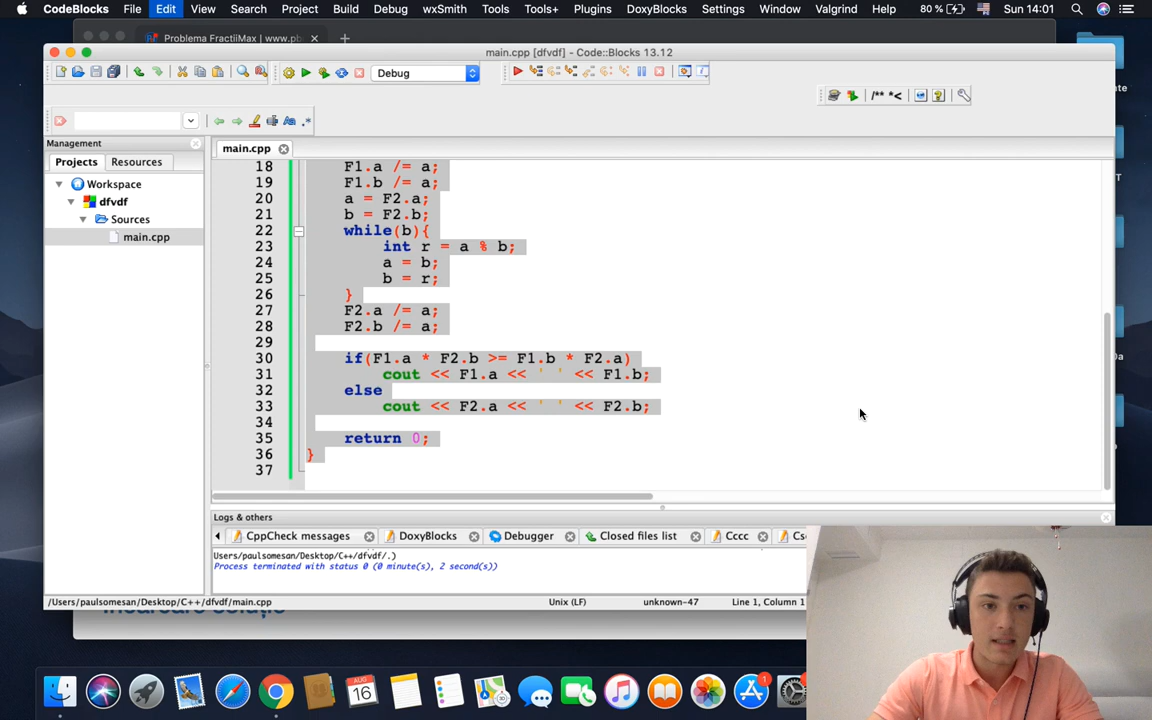 CodeBlocks File Edit View Search Project Build Debug wxSmith Tools Tools+ Plugins DoxyBlocks Settings Window Valgrind Help 80 % Sun 14:01
Problema FractiiMax | www.pb
main.cpp [dfvdf] - Code::Blocks 13.12
Debug
/** *<
Management
main.cpp
Projects Resources
Workspace
dfvdf
Sources
main.cpp
18 F1.a /= a;
19 F1.b /= a;
20 a = F2.a;
21 b = F2.b;
22 while(b){
23 int r = a % b;
24 a = b;
25 b = r;
26 }
27 F2.a /= a;
28 F2.b /= a;
29
30 if(F1.a * F2.b >= F1.b * F2.a)
31 cout << F1.a << ' ' << F1.b;
32 else
33 cout << F2.a << ' ' << F2.b;
34
35 return 0;
36 }
37
Logs & others
CppCheck messages DoxyBlocks Debugger Closed files list Cccc Cs
Users/paulsomesan/Desktop/C++/dfvdf/.)
Process terminated with status 0 (0 minute(s), 2 second(s))
/Users/paulsomesan/Desktop/C++/dfvdf/main.cpp Unix (LF) unknown-47 Line 1, Column 1
AUG
16
1